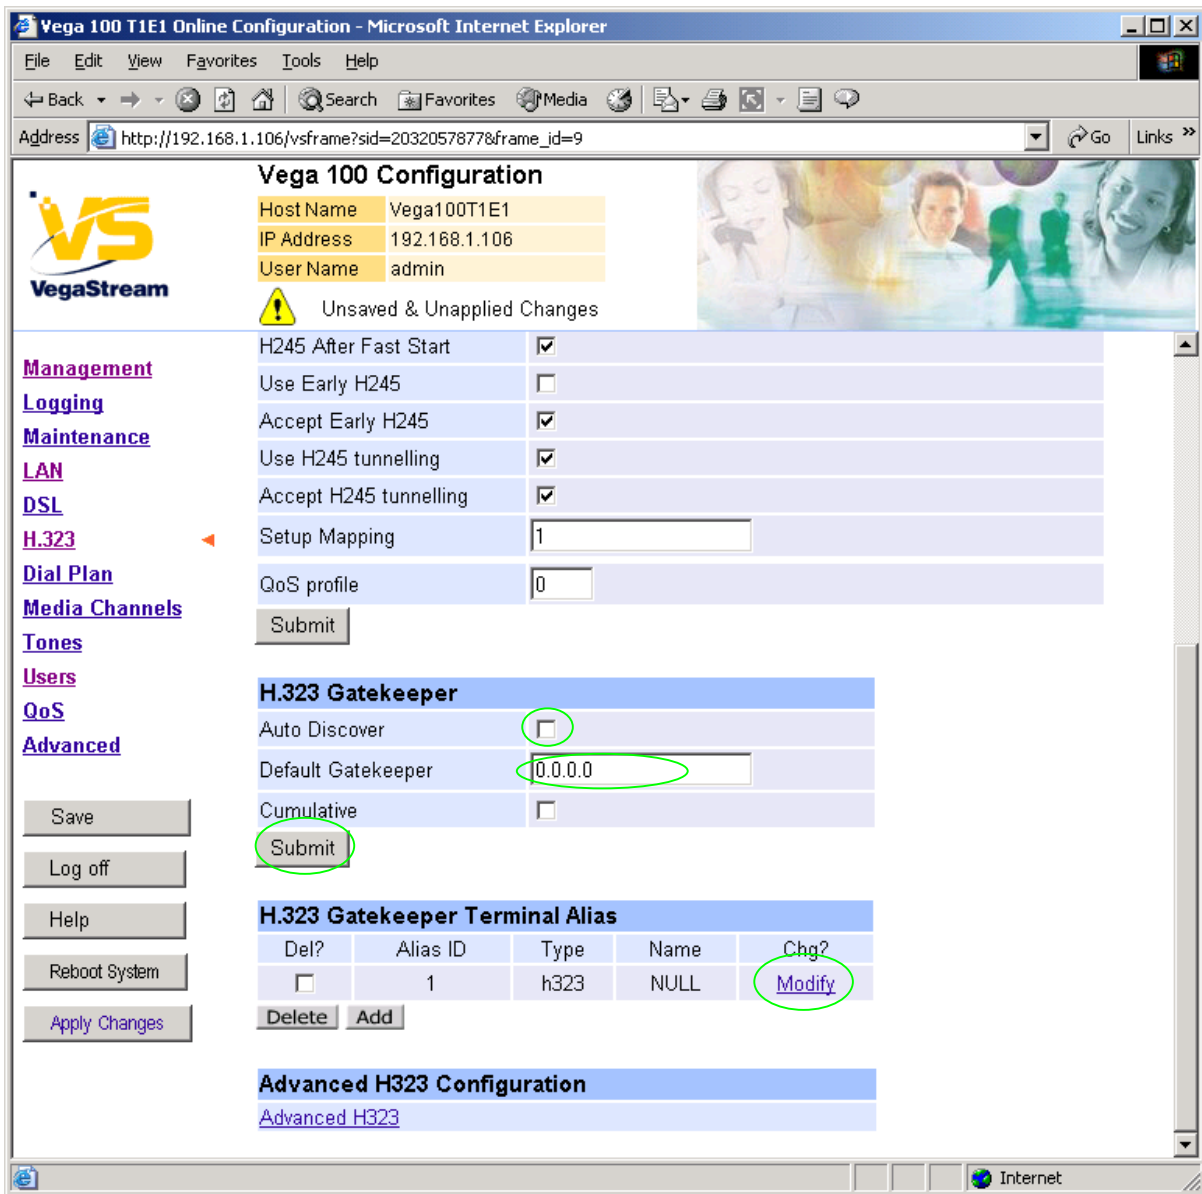 Vega 100 T1E1 Online Configuration - Microsoft Internet Explorer
File Edit View Favorites Tools Help
Back Search Favorites Media
Address http://192.168.1.106/vsframe?sid=2032057877&frame_id=9 Go Links »
VS
VegaStream
Vega 100 Configuration
Host Name Vega100T1E1
IP Address 192.168.1.106
User Name admin
! Unsaved & Unapplied Changes
Management
Logging
Maintenance
LAN
DSL
H.323
Dial Plan
Media Channels
Tones
Users
QoS
Advanced
Save
Log off
Help
Reboot System
Apply Changes
H245 After Fast Start
Use Early H245
Accept Early H245
Use H245 tunnelling
Accept H245 tunnelling
Setup Mapping 1
QoS profile 0
Submit
H.323 Gatekeeper
Auto Discover
Default Gatekeeper 0.0.0.0
Cumulative
Submit
H.323 Gatekeeper Terminal Alias
Del? Alias ID Type Name Chg?
1 h323 NULL Modify
Delete Add
Advanced H323 Configuration
Advanced H323
Internet